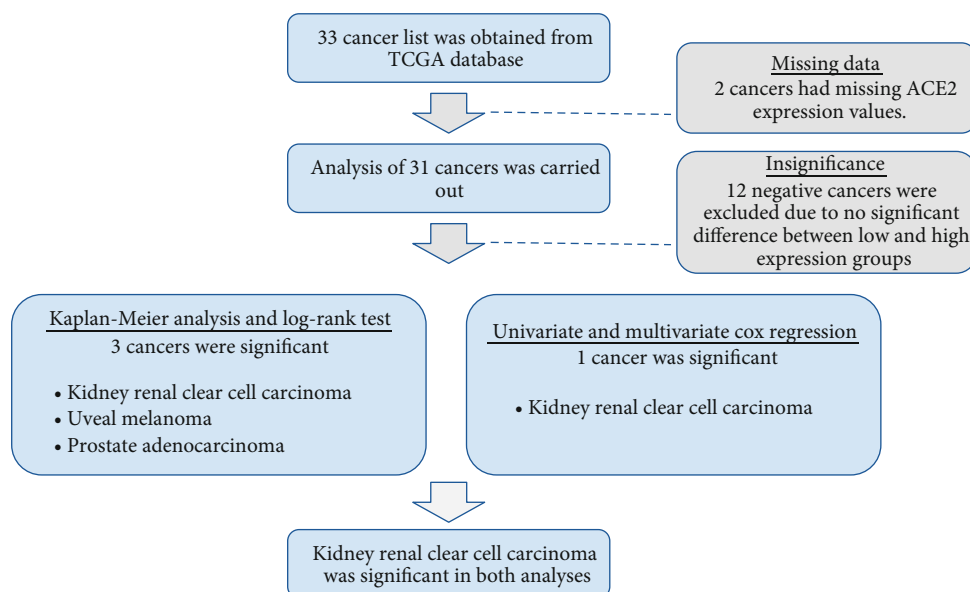 33 cancer list was obtained from
TCGA database
Missing data
2 cancers had missing ACE2
expression values.
Analysis of 31 cancers was carried
out
Insignificance
12 negative cancers were
excluded due to no significant
difference between low and high
expression groups
Kaplan-Meier analysis and log-rank test
3 cancers were significant
• Kidney renal clear cell carcinoma
• Uveal melanoma
• Prostate adenocarcinoma
Univariate and multivariate cox regression
1 cancer was significant
• Kidney renal clear cell carcinoma
Kidney renal clear cell carcinoma
was significant in both analyses